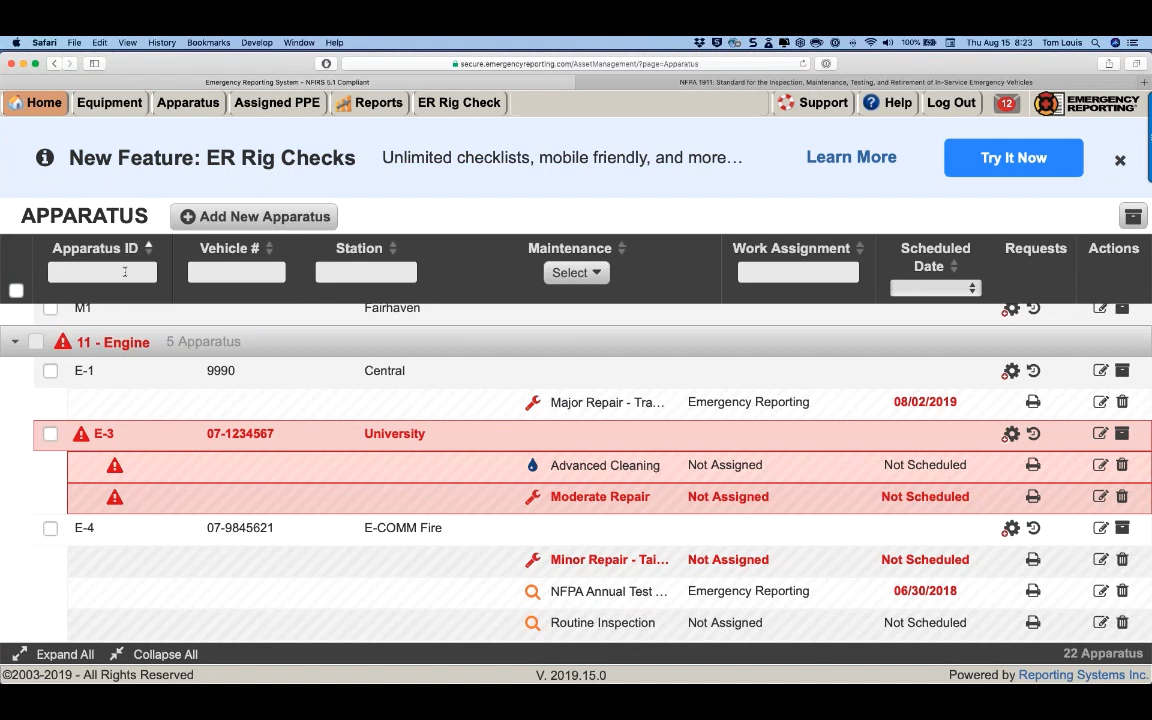 Safari File Edit View History Bookmarks Develop Window Help 100% Thu Aug 15 8:23 Tom Louis
secure.emergencyreporting.com/AssetManagement/?page=Apparatus
Emergency Reporting System - NFIRS 5.1 Compliant NFPA 1911: Standard for the Inspection, Maintenance, Testing, and Retirement of In-Service Emergency Vehicles
Home Equipment Apparatus Assigned PPE Reports ER Rig Check Support Help Log Out 12 EMERGENCY REPORTING
New Feature: ER Rig Checks Unlimited checklists, mobile friendly, and more... Learn More Try It Now
APPARATUS Add New Apparatus
Apparatus ID Vehicle # Station Maintenance Work Assignment Scheduled Date Requests Actions
Select
M1 Fairhaven
11 - Engine 5 Apparatus
E-1 9990 Central
Major Repair - Tra... Emergency Reporting 08/02/2019
E-3 07-1234567 University
Advanced Cleaning Not Assigned Not Scheduled
Moderate Repair Not Assigned Not Scheduled
E-4 07-9845621 E-COMM Fire
Minor Repair - Tai... Not Assigned Not Scheduled
NFPA Annual Test ... Emergency Reporting 06/30/2018
Routine Inspection Not Assigned Not Scheduled
Expand All Collapse All 22 Apparatus
©2003-2019 - All Rights Reserved V. 2019.15.0 Powered by Reporting Systems Inc.